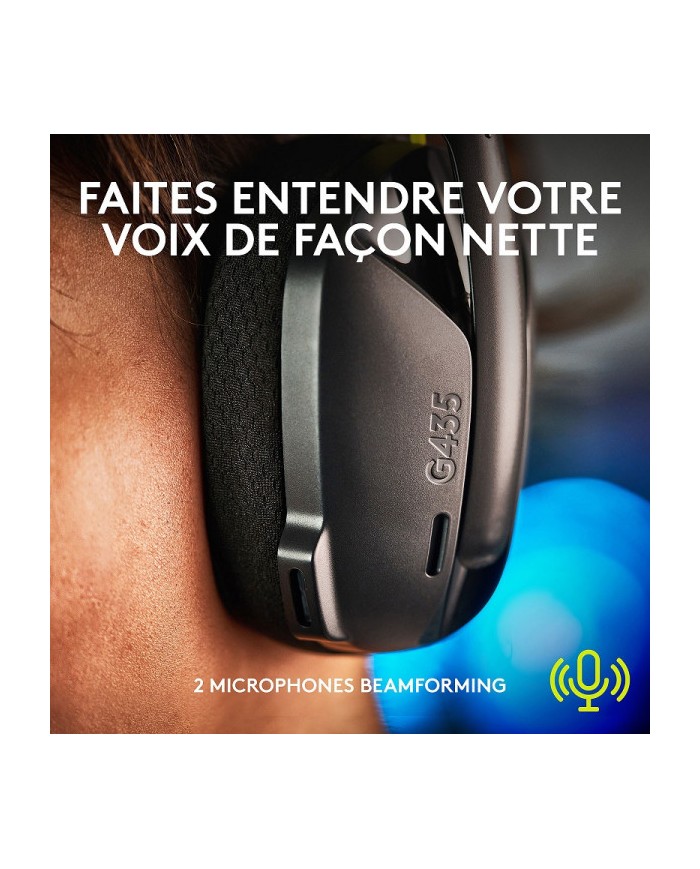 FAITES ENTENDRE VOTRE
VOIX DE FAÇON NETTE
G435
2 MICROPHONES BEAMFORMING